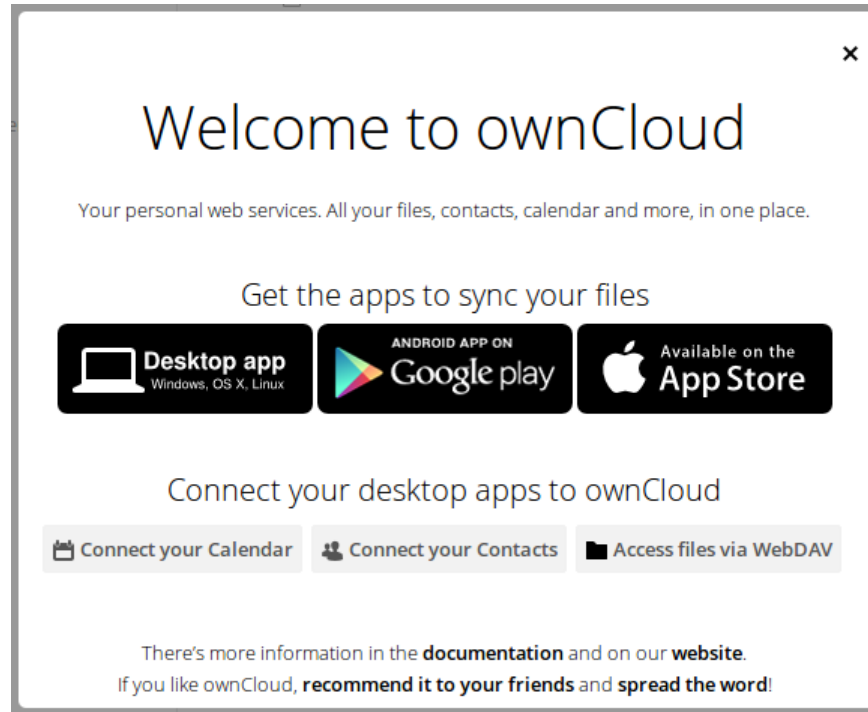 Welcome to ownCloud
Your personal web services. All your files, contacts, calendar and more, in one place.
Get the apps to sync your files
Desktop app
Windows, OS X, Linux
ANDROID APP ON
Google play
Available on the
App Store
Connect your desktop apps to ownCloud
Connect your Calendar
Connect your Contacts
Access files via WebDAV
There’s more information in the documentation and on our website.
If you like ownCloud, recommend it to your friends and spread the word!